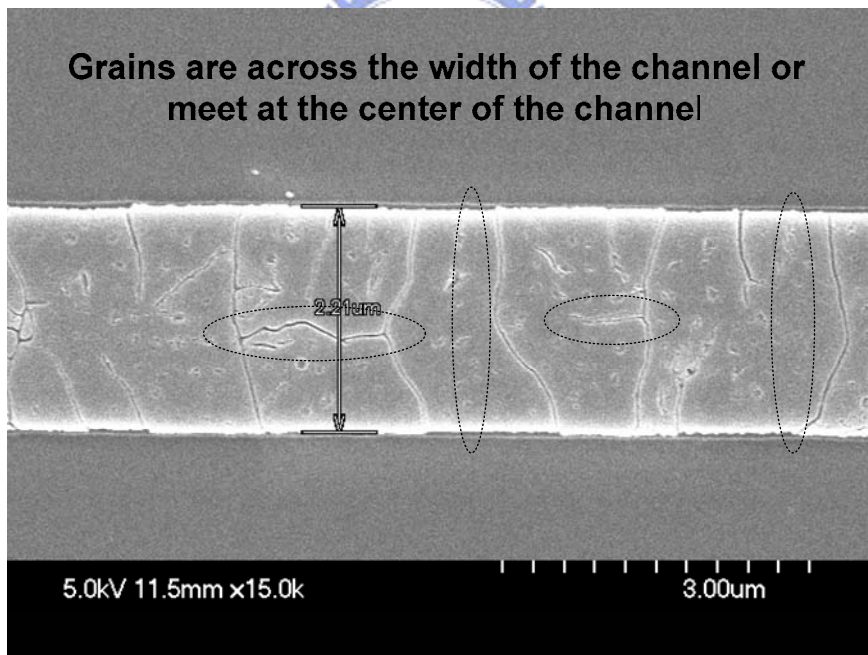 Grains are across the width of the channel or
meet at the center of the channel
2.21um
5.0kV 11.5mm x15.0k
3.00um